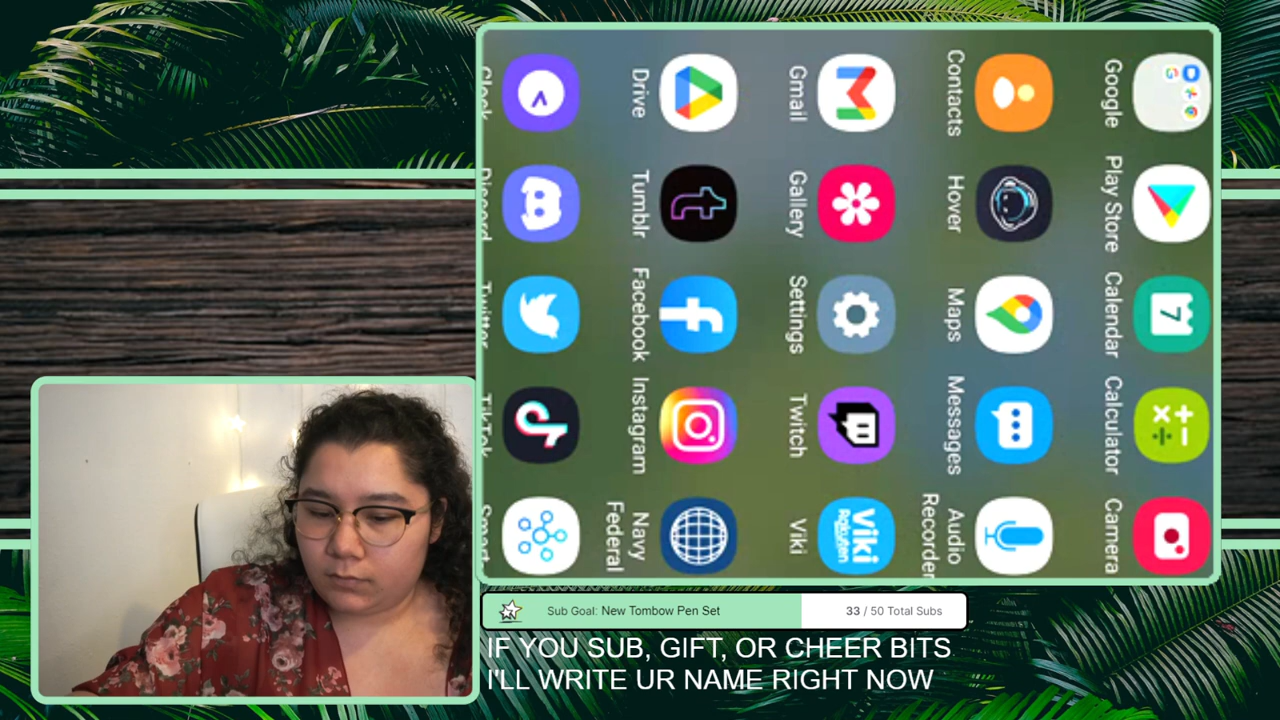 Google
Play Store
Calendar
7
Calculator
Camera
Contacts
Hover
Maps
Messages
Audio
Recorder
Gmail
Gallery
Settings
Twitch
Viki
Rakuten
Viki
Drive
Tumblr
Facebook
Instagram
Navy
Federal
Clock
Discord
Twitter
TikTok
Smart
Sub Goal: New Tombow Pen Set
33 / 50 Total Subs
IF YOU SUB, GIFT, OR CHEER BITS
I'LL WRITE UR NAME RIGHT NOW